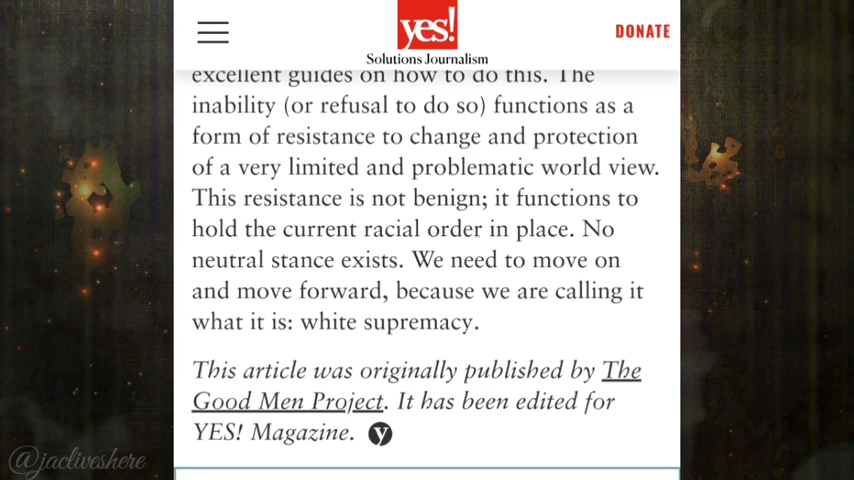 yes!
DONATE
Solutions Journalism
excellent guides on how to do this. The
inability (or refusal to do so) functions as a
form of resistance to change and protection
of a very limited and problematic world view.
This resistance is not benign; it functions to
hold the current racial order in place. No
neutral stance exists. We need to move on
and move forward, because we are calling it
what it is: white supremacy.
This article was originally published by The
Good Men Project. It has been edited for
YES! Magazine. y
@jacliveshere